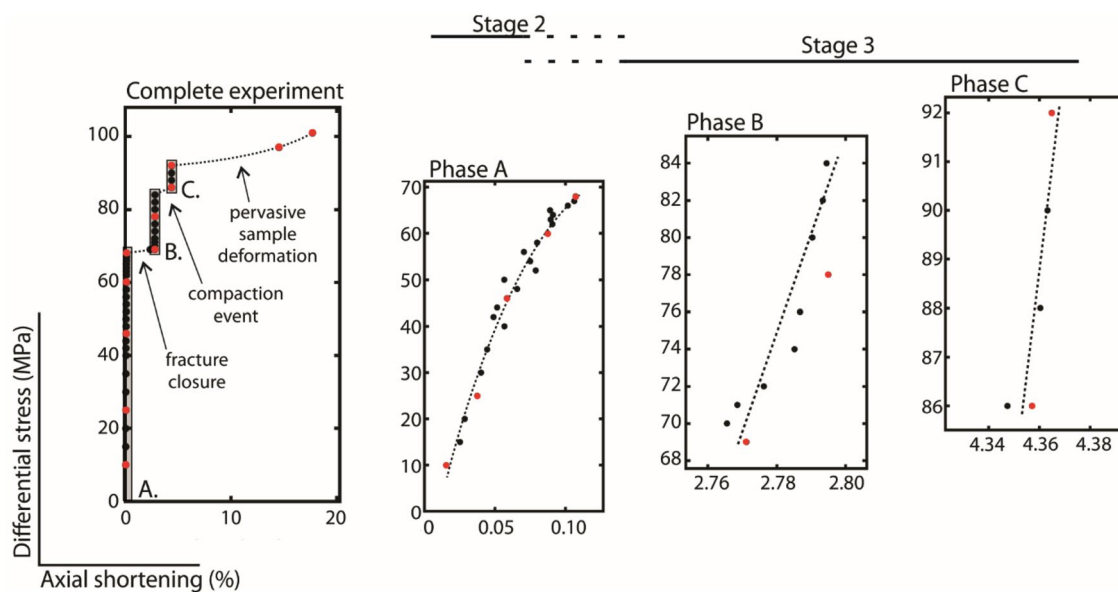 Stage 2
Stage 3
Complete experiment
100
80
60
40
20
0
0 10 20
A.
B.
C.
fracture
closure
compaction
event
pervasive
sample
deformation
Phase A
70
60
50
40
30
20
10
0
0 0.05 0.10
Phase B
84
82
80
78
76
74
72
70
68
2.76 2.78 2.80
Phase C
92
91
90
89
88
87
86
4.34 4.36 4.38
Differential stress (MPa)
Axial shortening (%)